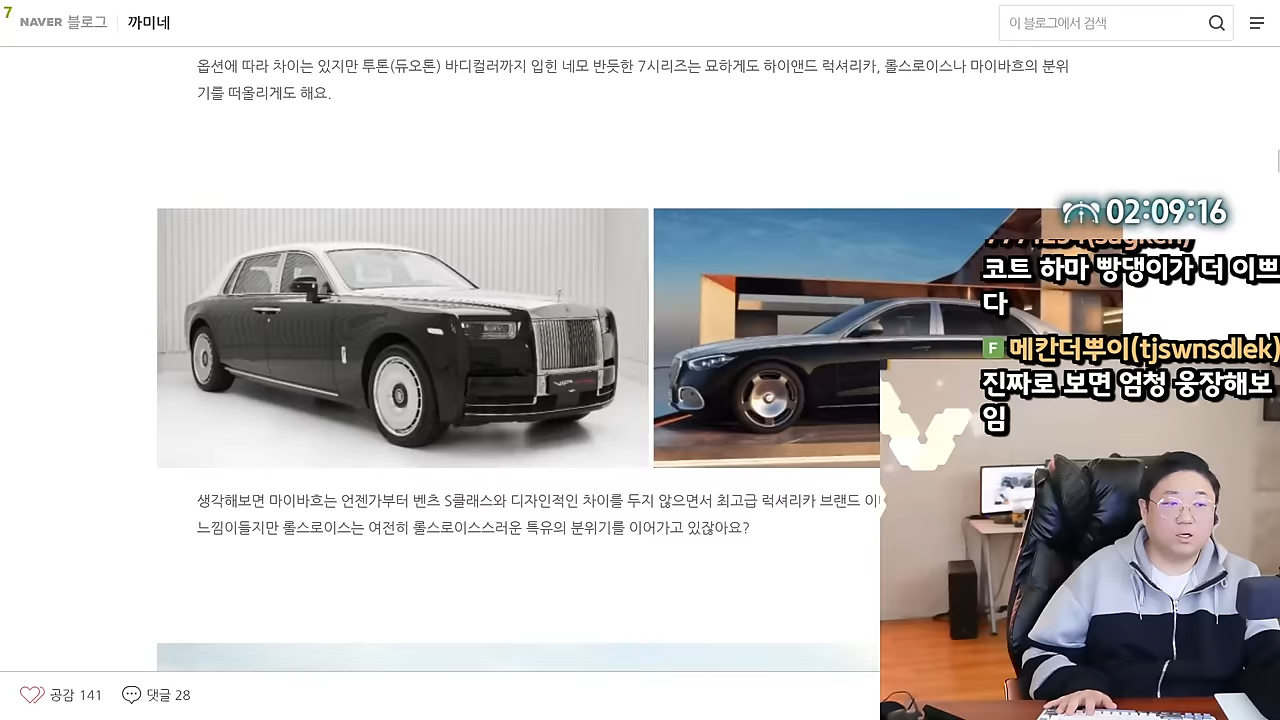 7
NAVER 블로그 까미네
이 블로그에서 검색
옵션에 따라 차이는 있지만 투톤(듀오톤) 바디컬러까지 입힌 네모 반듯한 7시리즈는 묘하게도 하이앤드 럭셔리카, 롤스로이스나 마이바흐의 분위
기를 떠올리게도 해요.
02:09:16
코트 하마 빵댕이가 더 이쁘
다
F 메칸더뿌이(tjswnsdlek)
진짜로 보면 엄청 웅장해보
임
생각해보면 마이바흐는 언젠가부터 벤츠 S클래스와 디자인적인 차이를 두지 않으면서 최고급 럭셔리카 브랜드
느낌이들지만 롤스로이스는 여전히 롤스로이스스러운 특유의 분위기를 이어가고 있잖아요?
공감 141 댓글 28